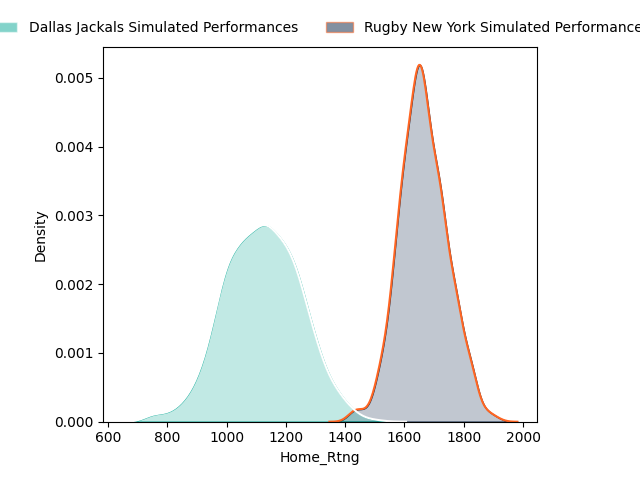 Dallas Jackals Simulated Performances
Rugby New York Simulated Performance
0.005
0.004
0.003
0.002
0.001
0.000
Density
600 800 1000 1200 1400 1600 1800 2000
Home_Rtng